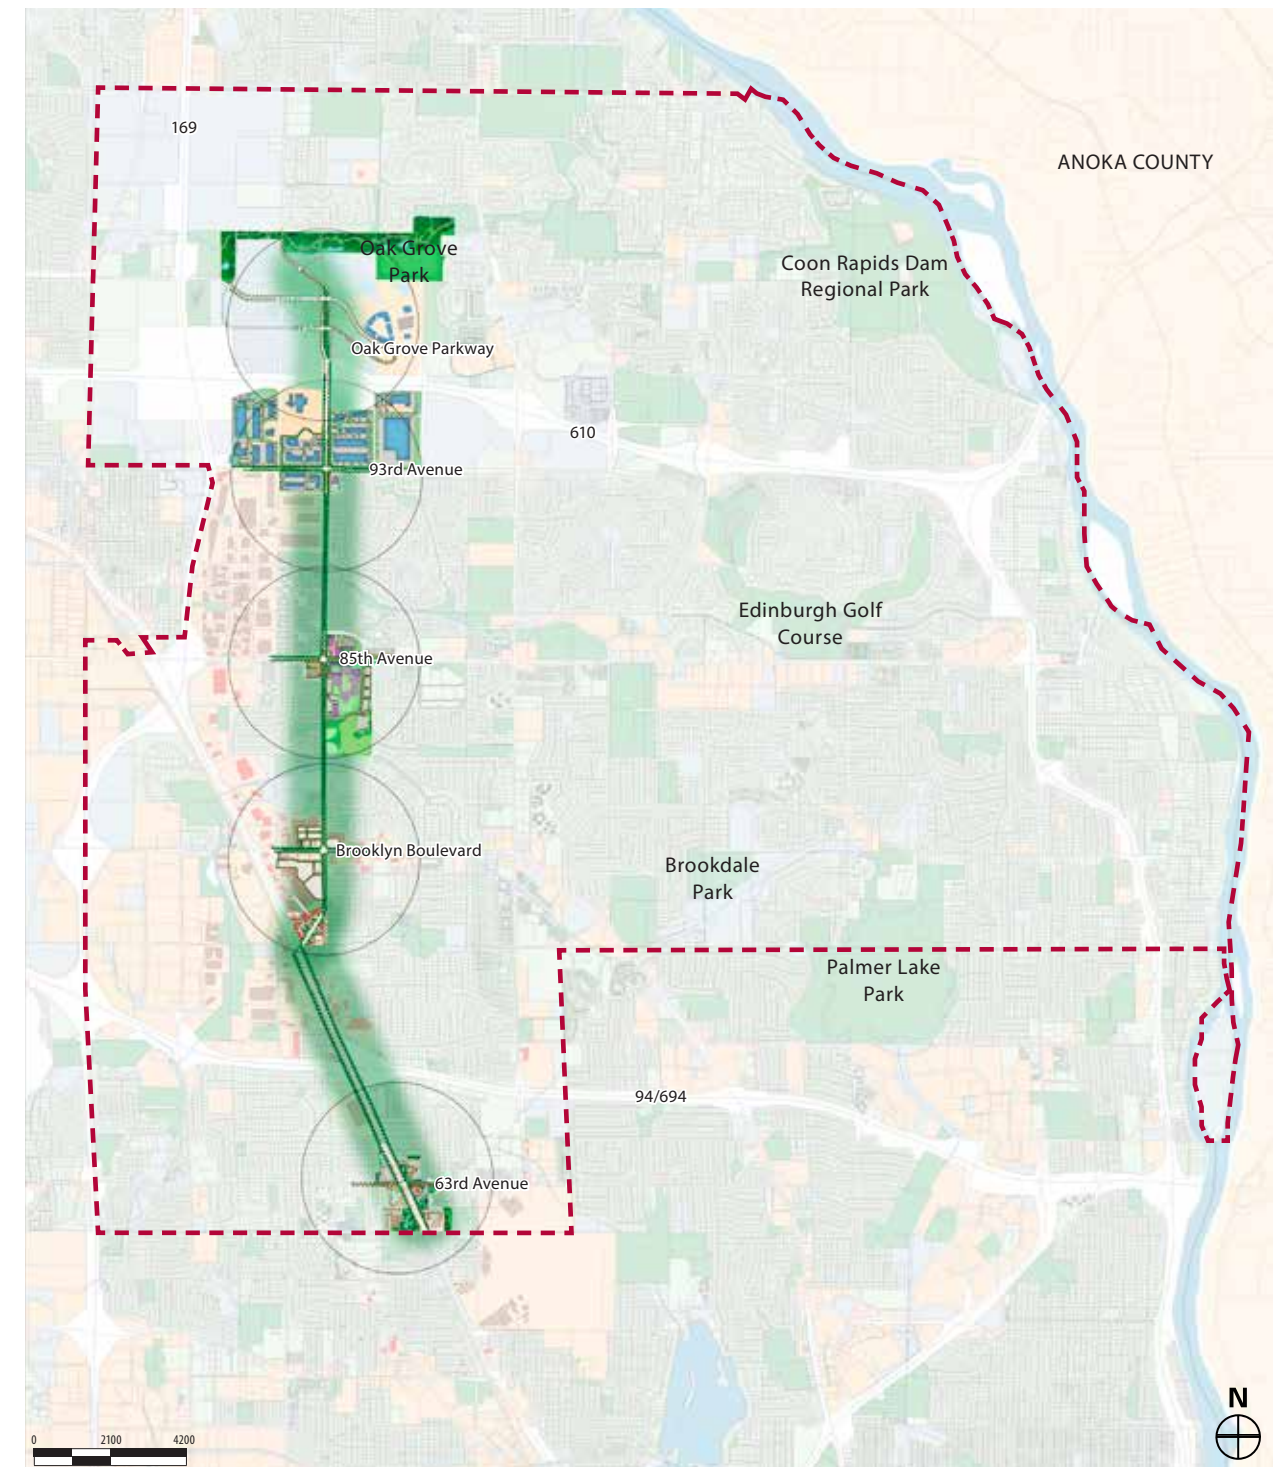 169
ANOKA COUNTY
Oak Grove
Park
Coon Rapids Dam
Regional Park
Oak Grove Parkway
610
93rd Avenue
Edinburgh Golf
Course
85th Avenue
Brooklyn Boulevard
Brookdale
Park
Palmer Lake
Park
94/694
63rd Avenue
N
0 2100 4200